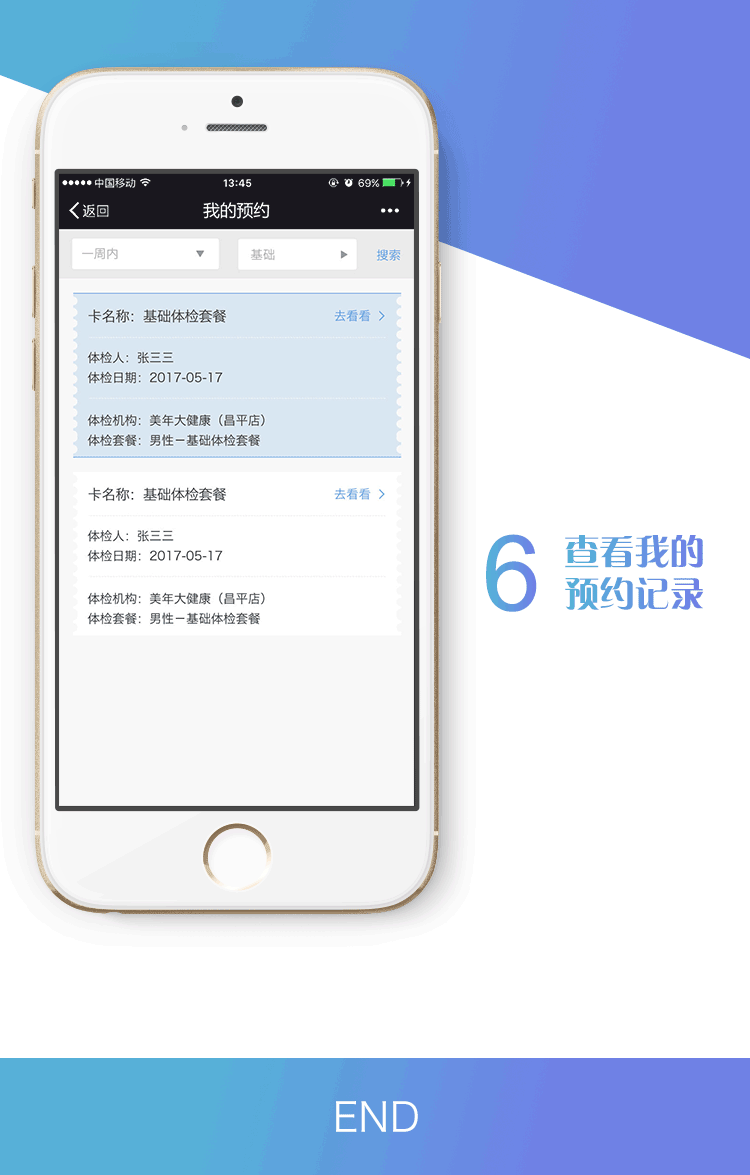 中国移动 13:45 69%
返回 我的预约
一周内 基础 搜索
卡名称：基础体检套餐 去看看
体检人：张三三
体检日期：2017-05-17
体检机构：美年大健康（昌平店）
体检套餐：男性－基础体检套餐
卡名称：基础体检套餐 去看看
体检人：张三三
体检日期：2017-05-17
体检机构：美年大健康（昌平店）
体检套餐：男性－基础体检套餐
6 查看我的
预约记录
END